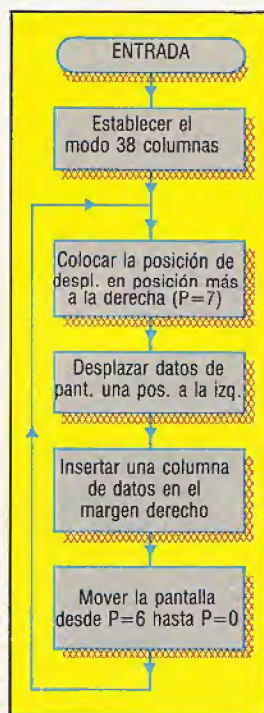 ENTRADA
Establecer el
modo 38 columnas
Colocar la posición de
despl. en posición más
a la derecha (P=7)
Desplazar datos de
pant. una pos. a la izq.
Insertar una columna
de datos en el
margen derecho
Mover la pantalla
desde P=6 hasta P=0